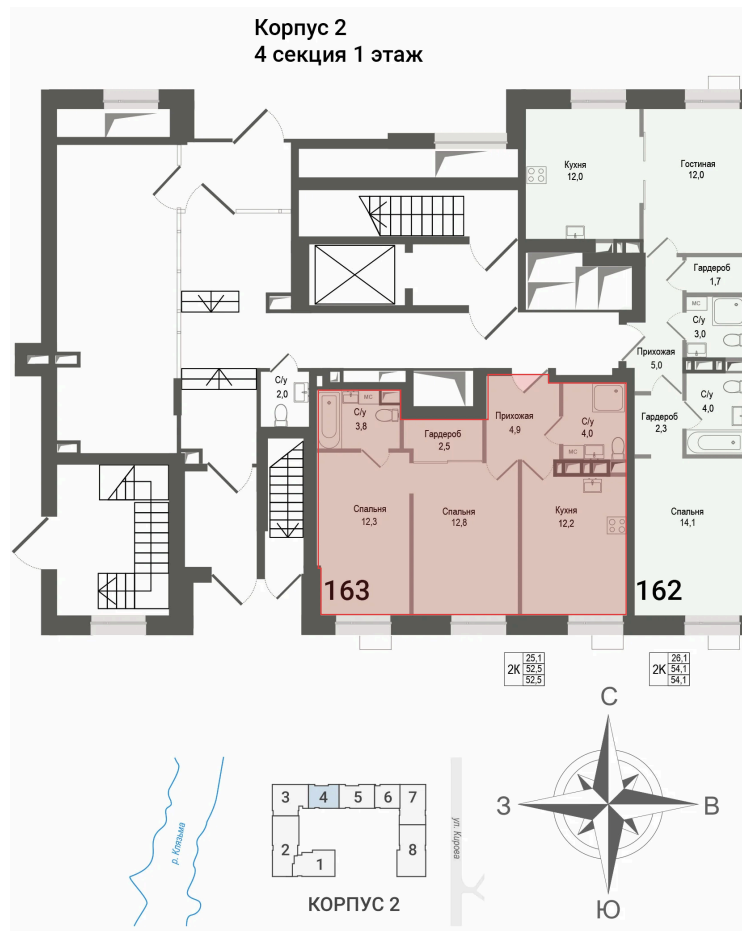 Корпус 2
4 секция 1 этаж
Кухня
12,0
Гостиная
12,0
Гардероб
1,7
С/у
3,0
Прихожая
5,0
С/у
2,0
МС
С/у
3,8
Гардероб
2,5
Прихожая
4,9
С/у
4,0
МС
Гардероб
2,3
С/у
4,0
Спальня
12,3
Спальня
12,8
Кухня
12,2
Спальня
14,1
163
162
2К
25,1
52,5
52,5
2К
26,1
54,1
54,1
С
З
В
Ю
р. Клязьма
3
4
5
6
7
2
1
8
ул. Кирова
КОРПУС 2